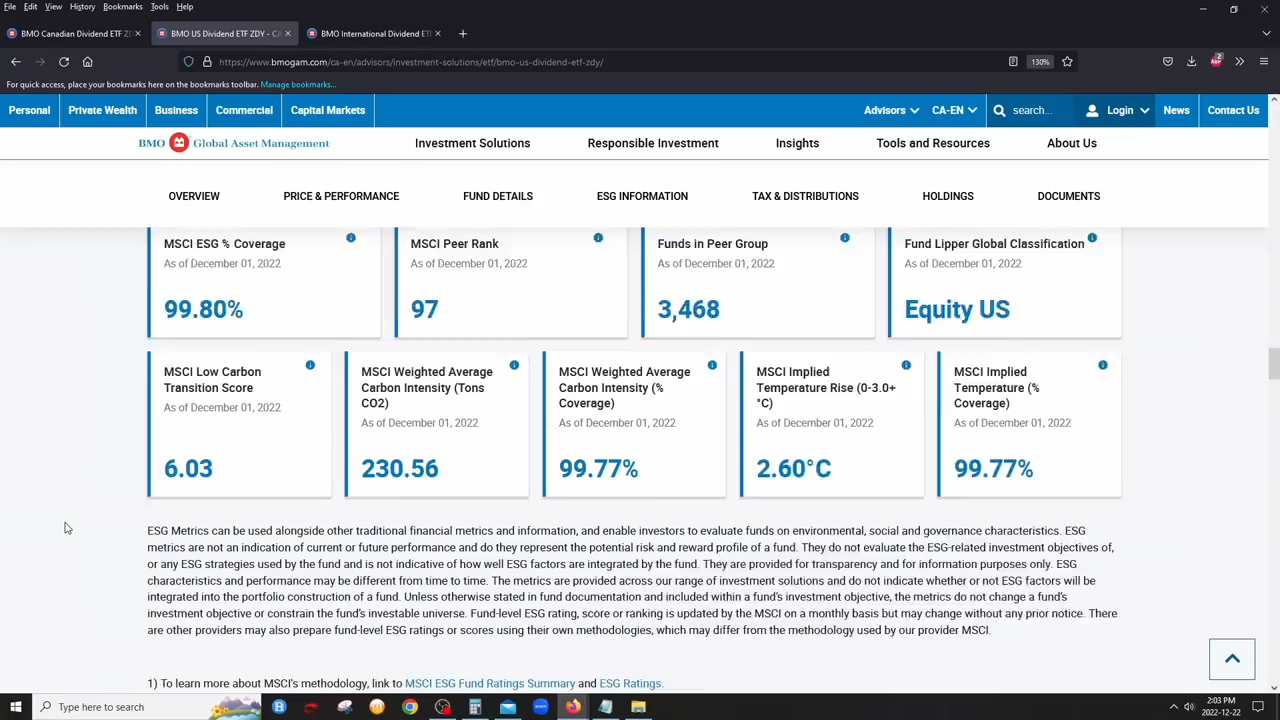 File Edit View History Bookmarks Tools Help
BMO Canadian Dividend ETF ZD
BMO US Dividend ETF ZDY - CA
BMO International Dividend ETF
https://www.bmogam.com/ca-en/advisors/investment-solutions/etf/bmo-us-dividend-etf-zdy/
130%
For quick access, place your bookmarks here on the bookmarks toolbar. Manage bookmarks...
Personal Private Wealth Business Commercial Capital Markets Advisors CA-EN search... Login News Contact Us
BMO Global Asset Management Investment Solutions Responsible Investment Insights Tools and Resources About Us
OVERVIEW PRICE & PERFORMANCE FUND DETAILS ESG INFORMATION TAX & DISTRIBUTIONS HOLDINGS DOCUMENTS
MSCI ESG % Coverage
As of December 01, 2022
99.80%
MSCI Peer Rank
As of December 01, 2022
97
Funds in Peer Group
As of December 01, 2022
3,468
Fund Lipper Global Classification
As of December 01, 2022
Equity US
MSCI Low Carbon
Transition Score
As of December 01, 2022
6.03
MSCI Weighted Average
Carbon Intensity (Tons
CO2)
As of December 01, 2022
230.56
MSCI Weighted Average
Carbon Intensity (%
Coverage)
As of December 01, 2022
99.77%
MSCI Implied
Temperature Rise (0-3.0+
°C)
As of December 01, 2022
2.60°C
MSCI Implied
Temperature (%
Coverage)
As of December 01, 2022
99.77%
ESG Metrics can be used alongside other traditional financial metrics and information, and enable investors to evaluate funds on environmental, social and governance characteristics. ESG
metrics are not an indication of current or future performance and do they represent the potential risk and reward profile of a fund. They do not evaluate the ESG-related investment objectives of,
or any ESG strategies used by the fund and is not indicative of how well ESG factors are integrated by the fund. They are provided for transparency and for information purposes only. ESG
characteristics and performance may be different from time to time. The metrics are provided across our range of investment solutions and do not indicate whether or not ESG factors will be
integrated into the portfolio construction of a fund. Unless otherwise stated in fund documentation and included within a fund's investment objective, the metrics do not change a fund's
investment objective or constrain the fund's investable universe. Fund-level ESG rating, score or ranking is updated by the MSCI on a monthly basis but may change without any prior notice. There
are other providers may also prepare fund-level ESG ratings or scores using their own methodologies, which may differ from the methodology used by our provider MSCI.
1) To learn more about MSCI's methodology, link to MSCI ESG Fund Ratings Summary and ESG Ratings.
Type here to search
2:03 PM
2022-12-22